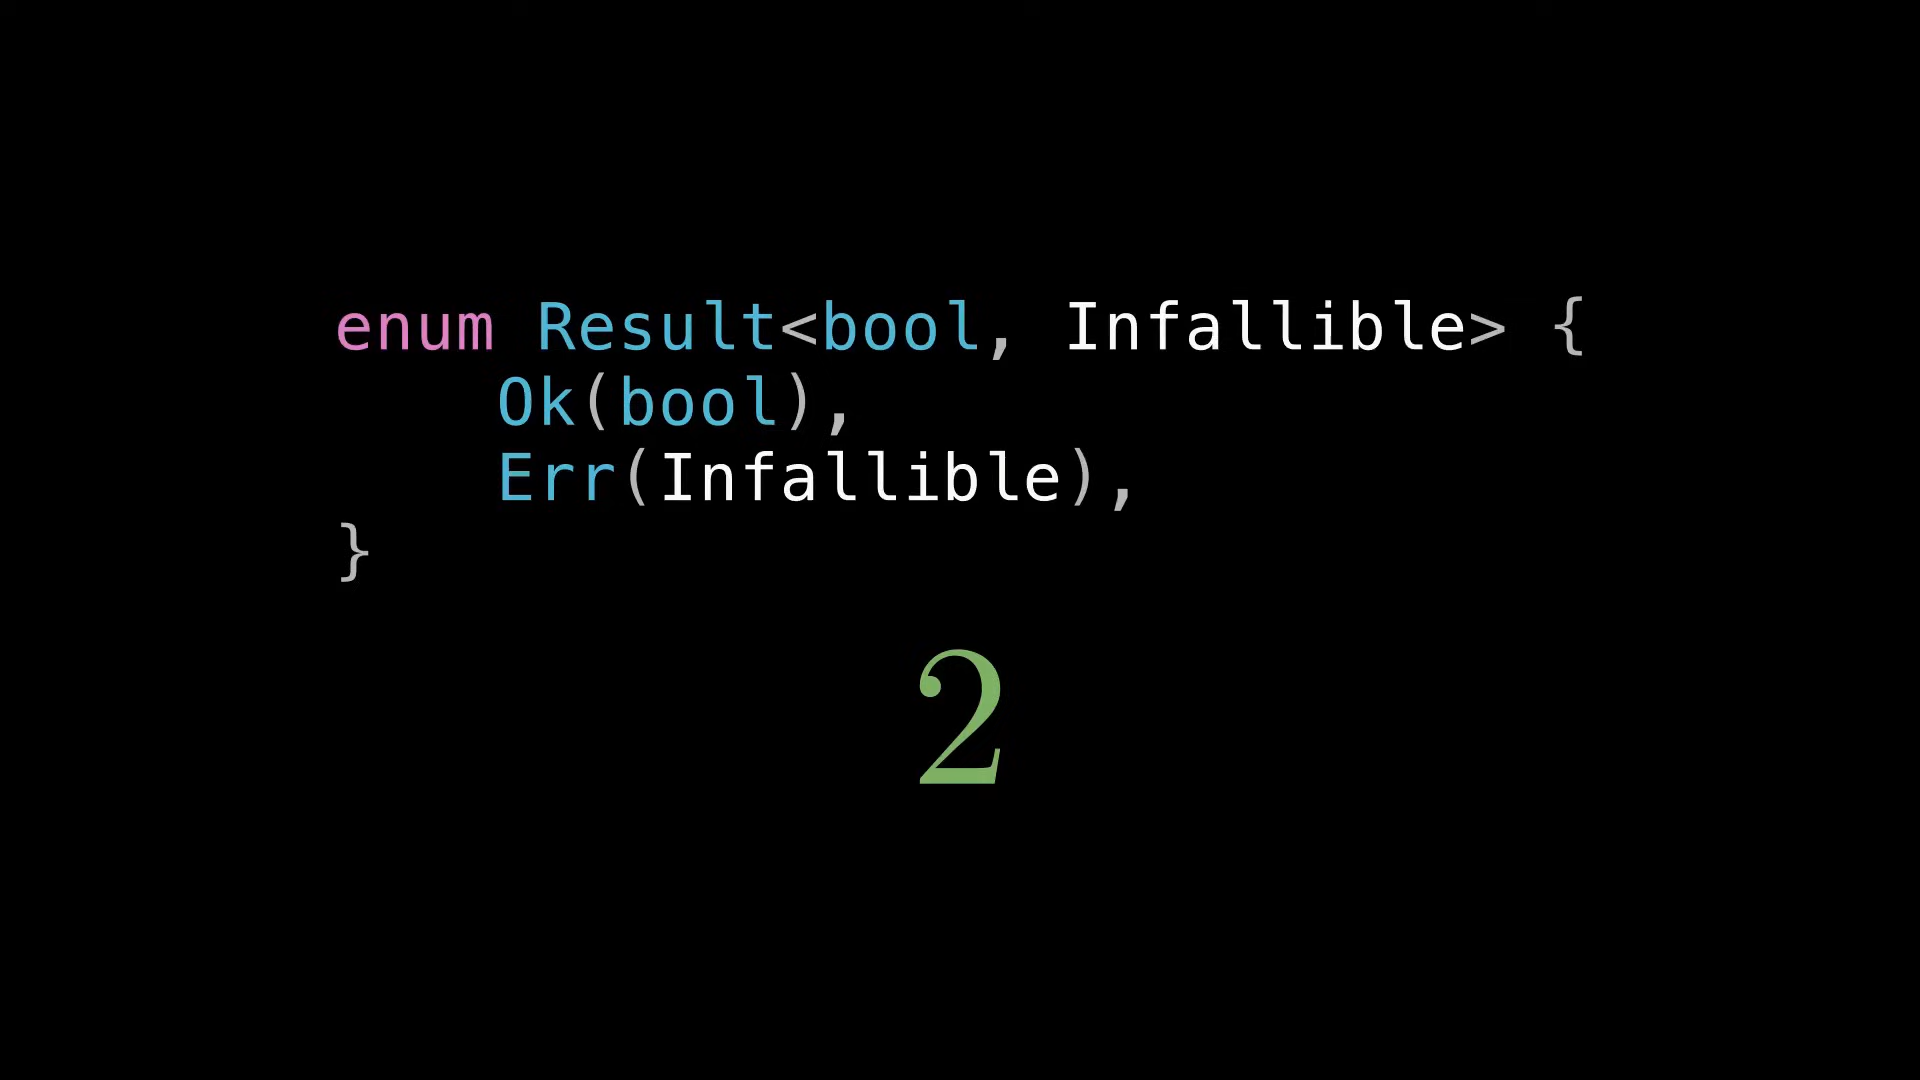 enum Result<bool, Infallible> {
    Ok(bool),
    Err(Infallible),
}
2